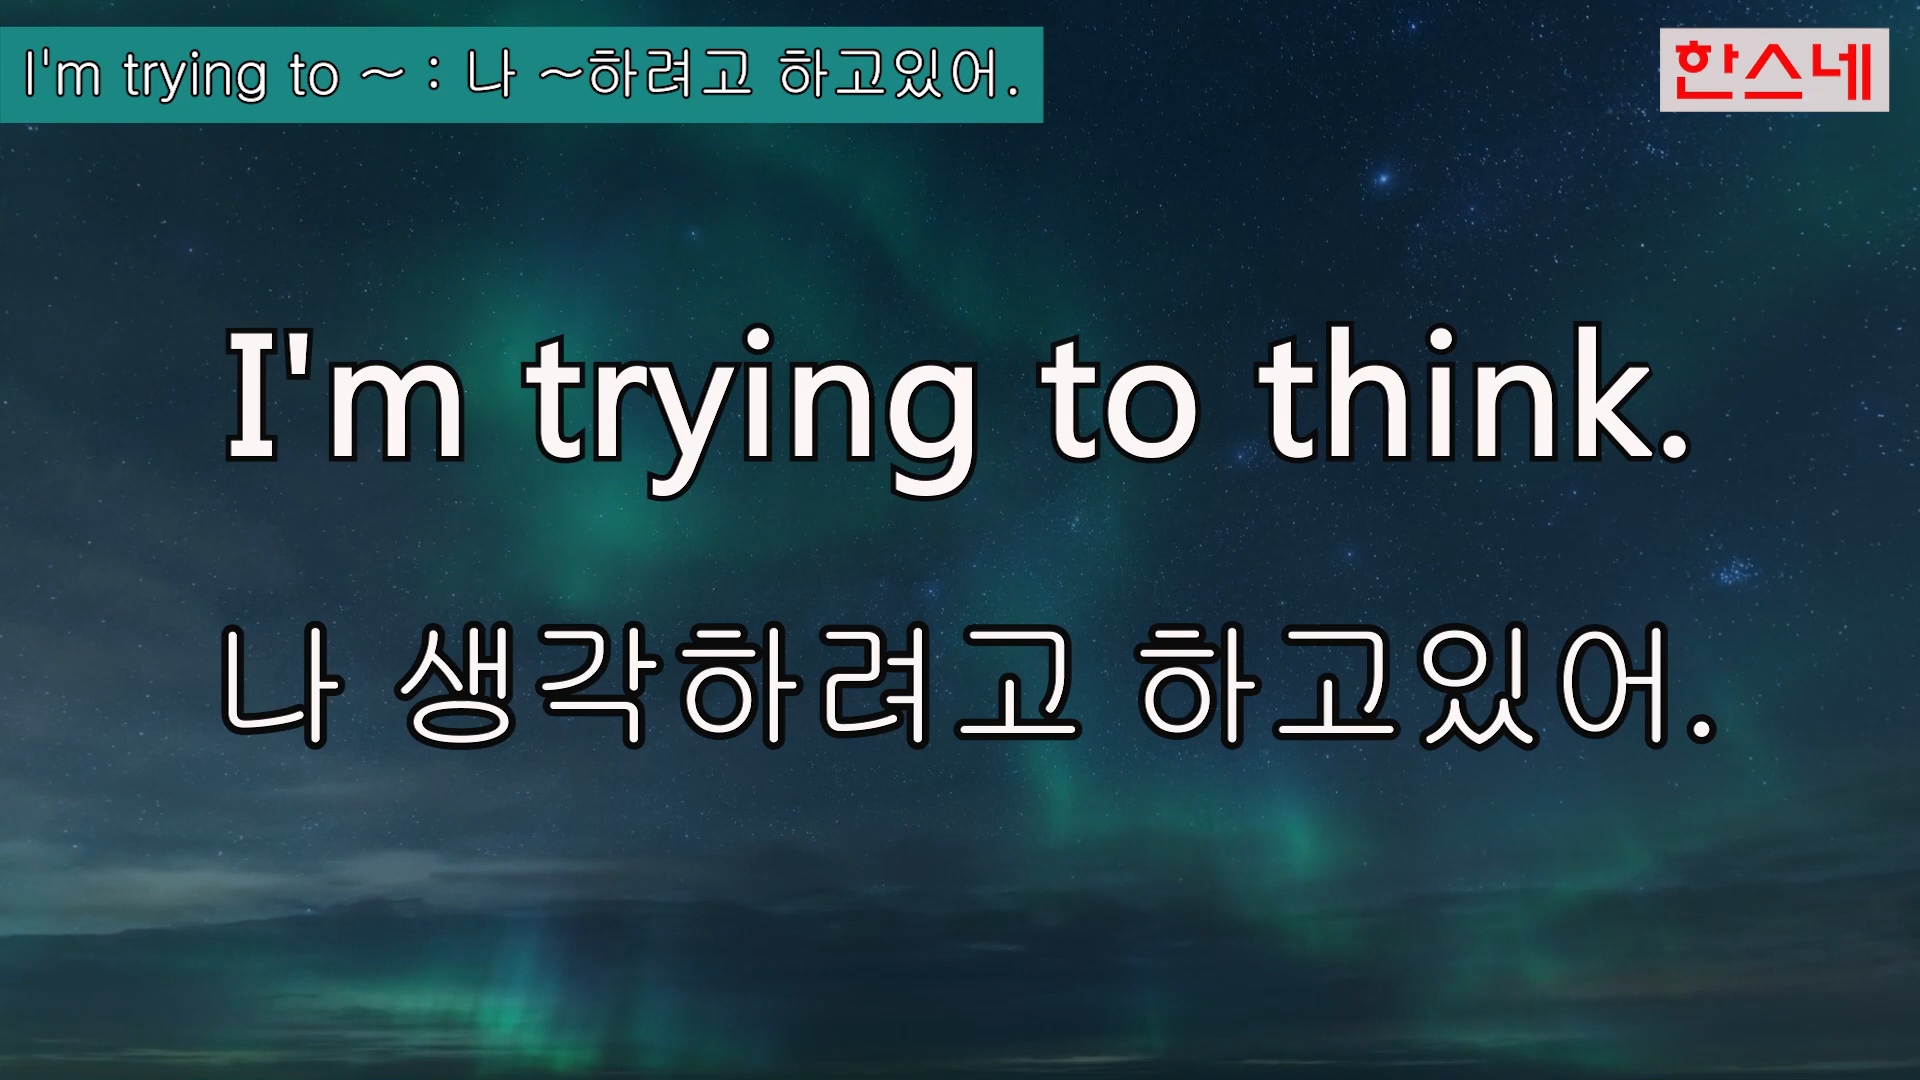 I'm trying to ~ : 나 ~하려고 하고있어.
한스네
I'm trying to think.
나 생각하려고 하고있어.